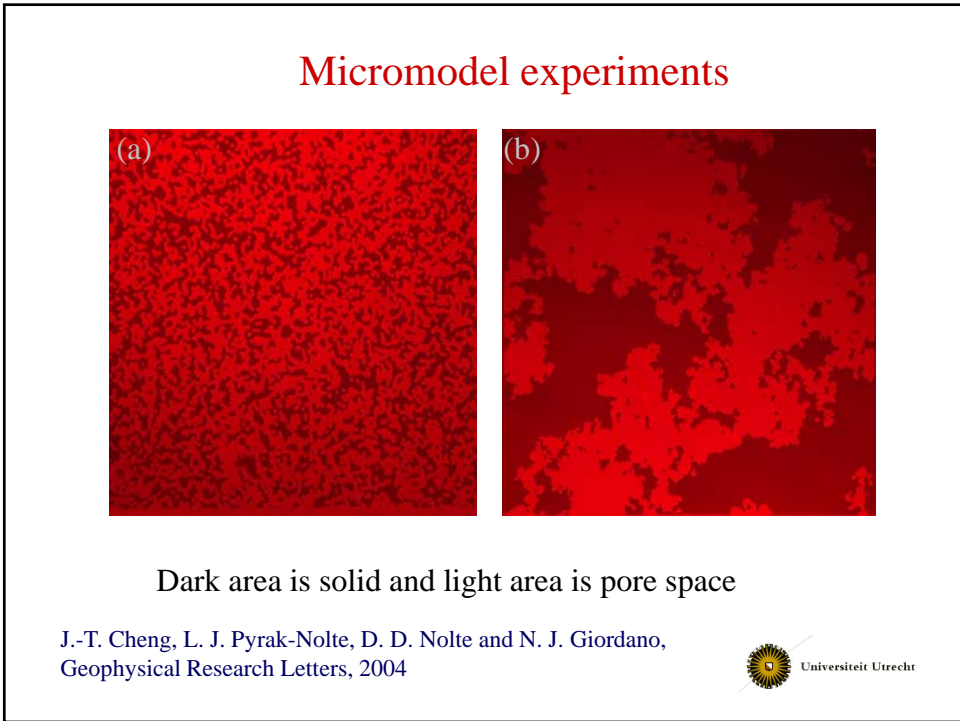 Micromodel experiments
(a)
(b)
Dark area is solid and light area is pore space
J.-T. Cheng, L. J. Pyrak-Nolte, D. D. Nolte and N. J. Giordano,
Geophysical Research Letters, 2004
Universiteit Utrecht